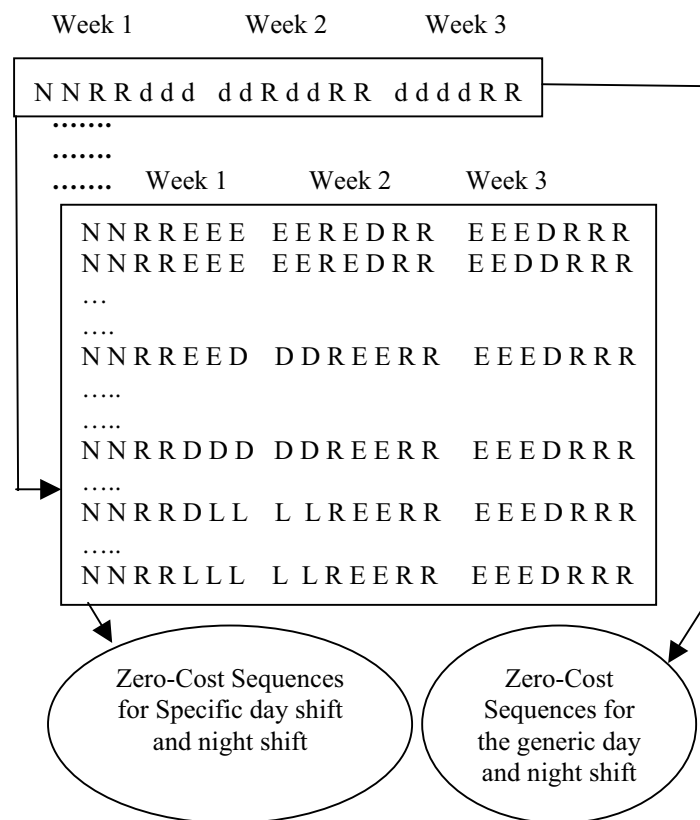 Week 1 Week 2 Week 3
N N R R d d d d d R d d R R d d d d R R
.......
.......
.......
Week 1 Week 2 Week 3
N N R R E E E E E R E D R R E E E D R R R
N N R R E E E E E R E D R R E E D D R R R
...
....
N N R R E E D D D R E E R R E E E D R R R
.....
.....
N N R R D D D D D R E E R R E E E D R R R
.....
N N R R D L L L L R E E R R E E E D R R R
.....
N N R R L L L L L R E E R R E E E D R R R
Zero-Cost Sequences
for Specific day shift
and night shift
Zero-Cost
Sequences for
the generic day
and night shift